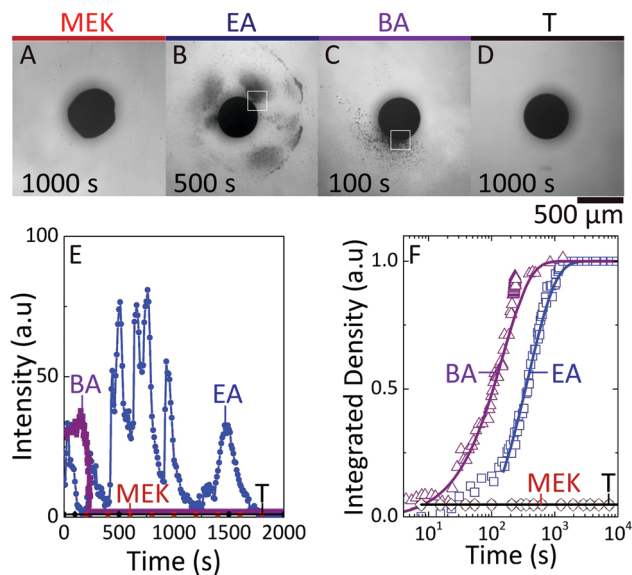 MEK EA BA T
A B C D
1000 s 500 s 100 s 1000 s
500 μm
E
100
50
0
Intensity (a.u)
BA
EA
MEK
T
0 500 1000 1500 2000
Time (s)
F
1.0
0.5
0.0
Integrated Density (a.u)
BA
EA
MEK
T
10¹ 10² 10³ 10⁴
Time (s)